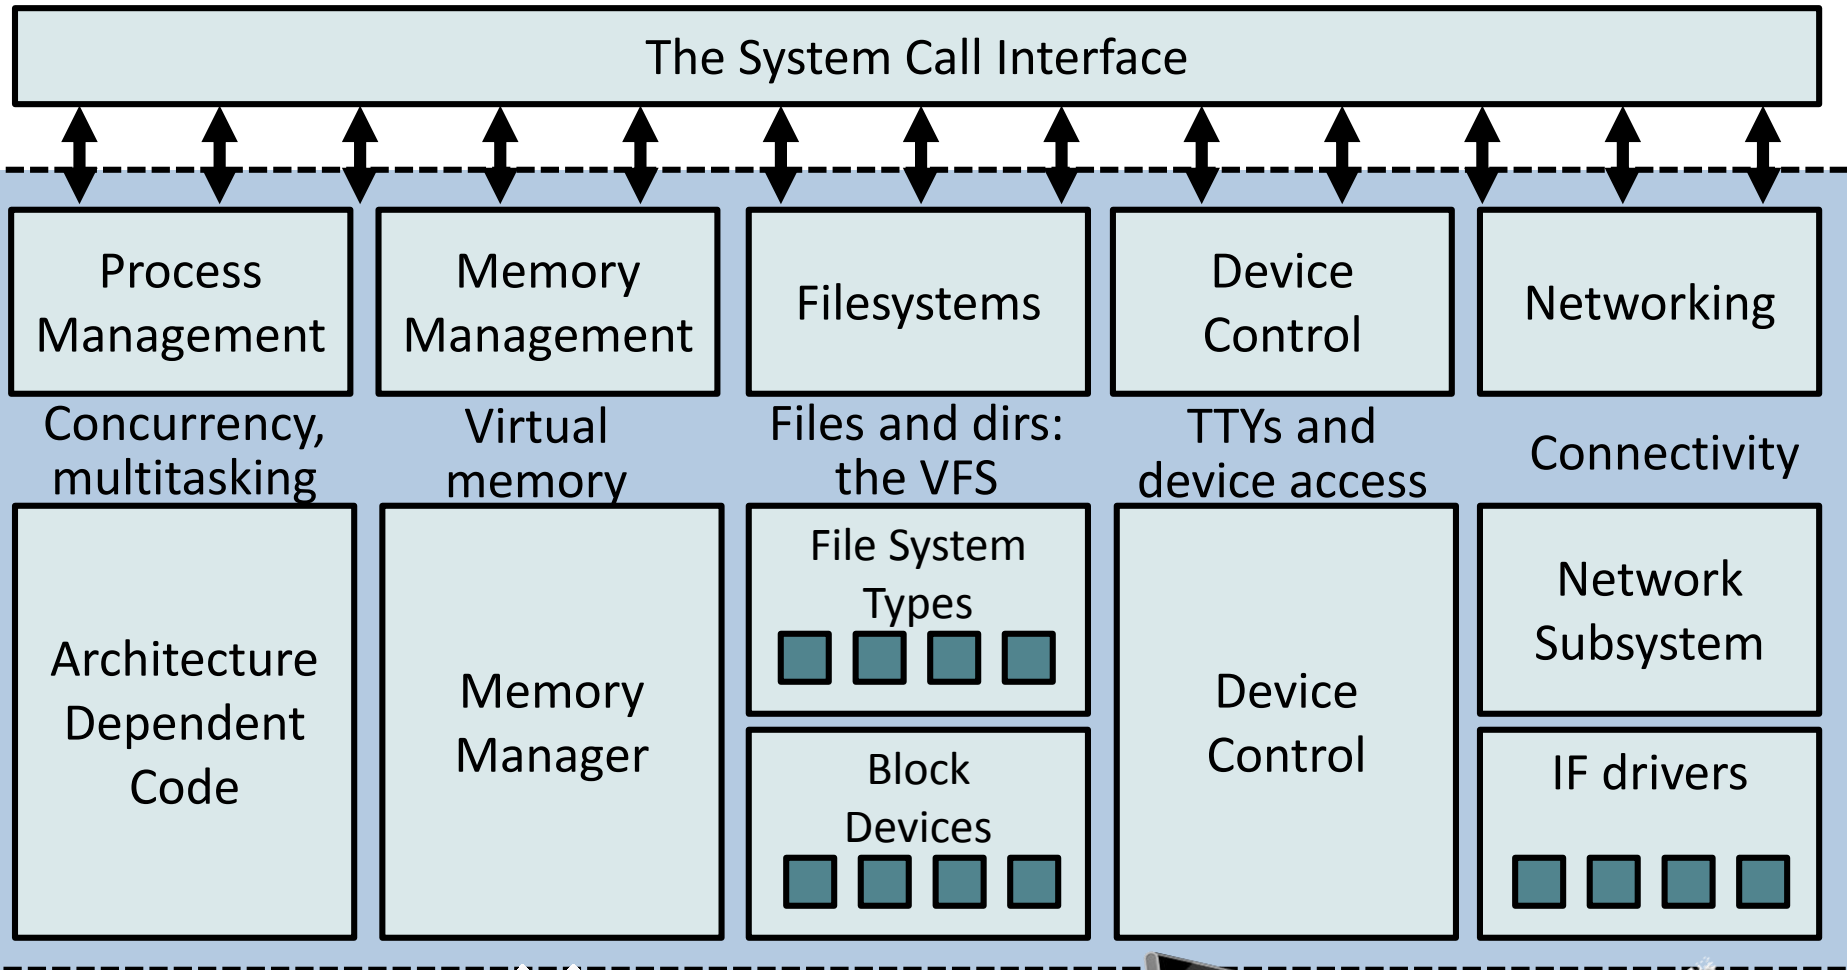 The System Call Interface
Process
Management
Memory
Management
Filesystems
Device
Control
Networking
Concurrency,
multitasking
Virtual
memory
Files and dirs:
the VFS
TTYs and
device access
Connectivity
Architecture
Dependent
Code
Memory
Manager
File System
Types
Block
Devices
Device
Control
Network
Subsystem
IF drivers